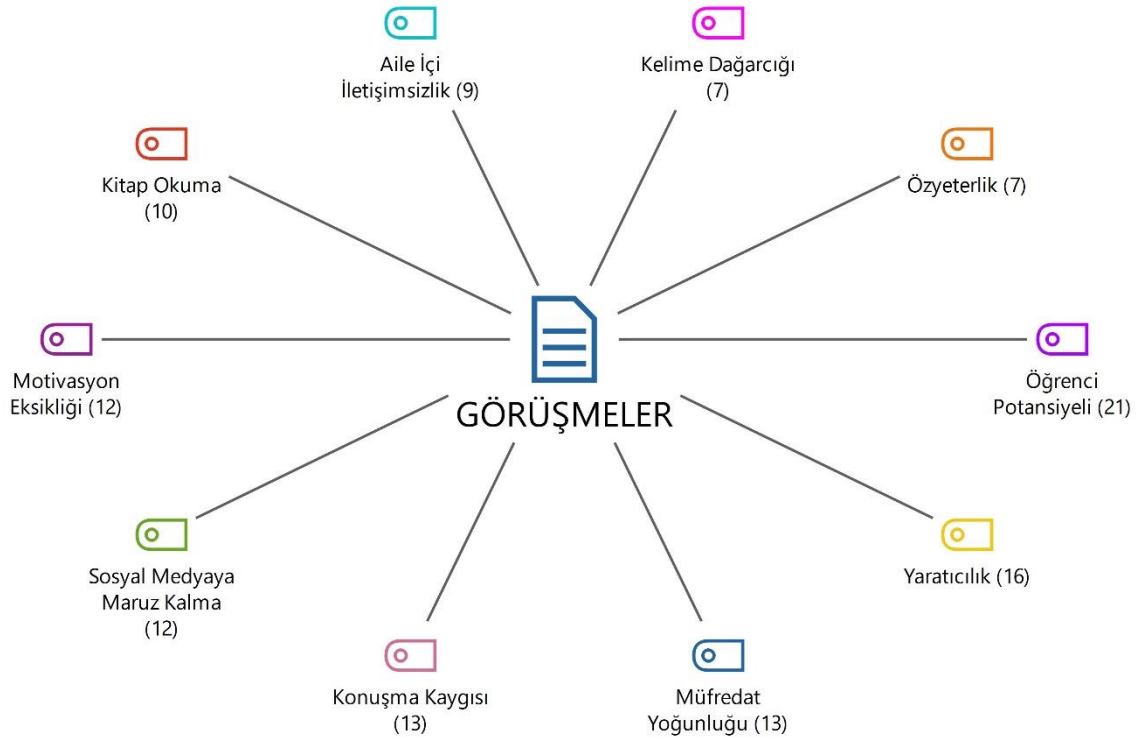 Aile İçi
İletişimsizlik (9)
Kelime Dağarcığı
(7)
Kitap Okuma
(10)
Özyeterlik (7)
Motivasyon
Eksikliği (12)
GÖRÜŞMELER
Öğrenci
Potansiyeli (21)
Sosyal Medyaya
Maruz Kalma
(12)
Yaratıcılık (16)
Konuşma Kaygısı
(13)
Müfredat
Yoğunluğu (13)